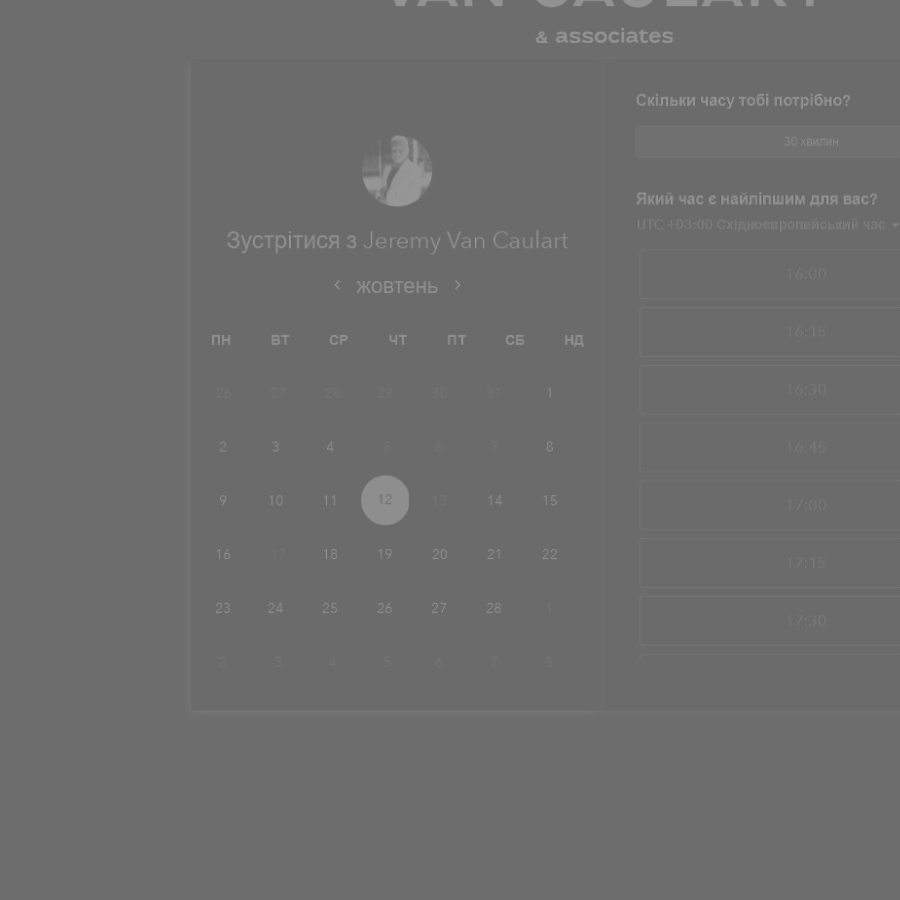 VAN CAULART
& associates
Зустрітися з Jeremy Van Caulart
жовтень
ПН ВТ СР ЧТ ПТ СБ НД
26 27 28 29 30 31 1
2 3 4 5 6 7 8
9 10 11 12 13 14 15
16 17 18 19 20 21 22
23 24 25 26 27 28 1
2 3 4 5 6 7 8
Скільки часу тобі потрібно?
30 хвилин
Який час є найліпшим для вас?
UTC +03:00 Східноєвропейський час
16:00
16:15
16:30
16:45
17:00
17:15
17:30